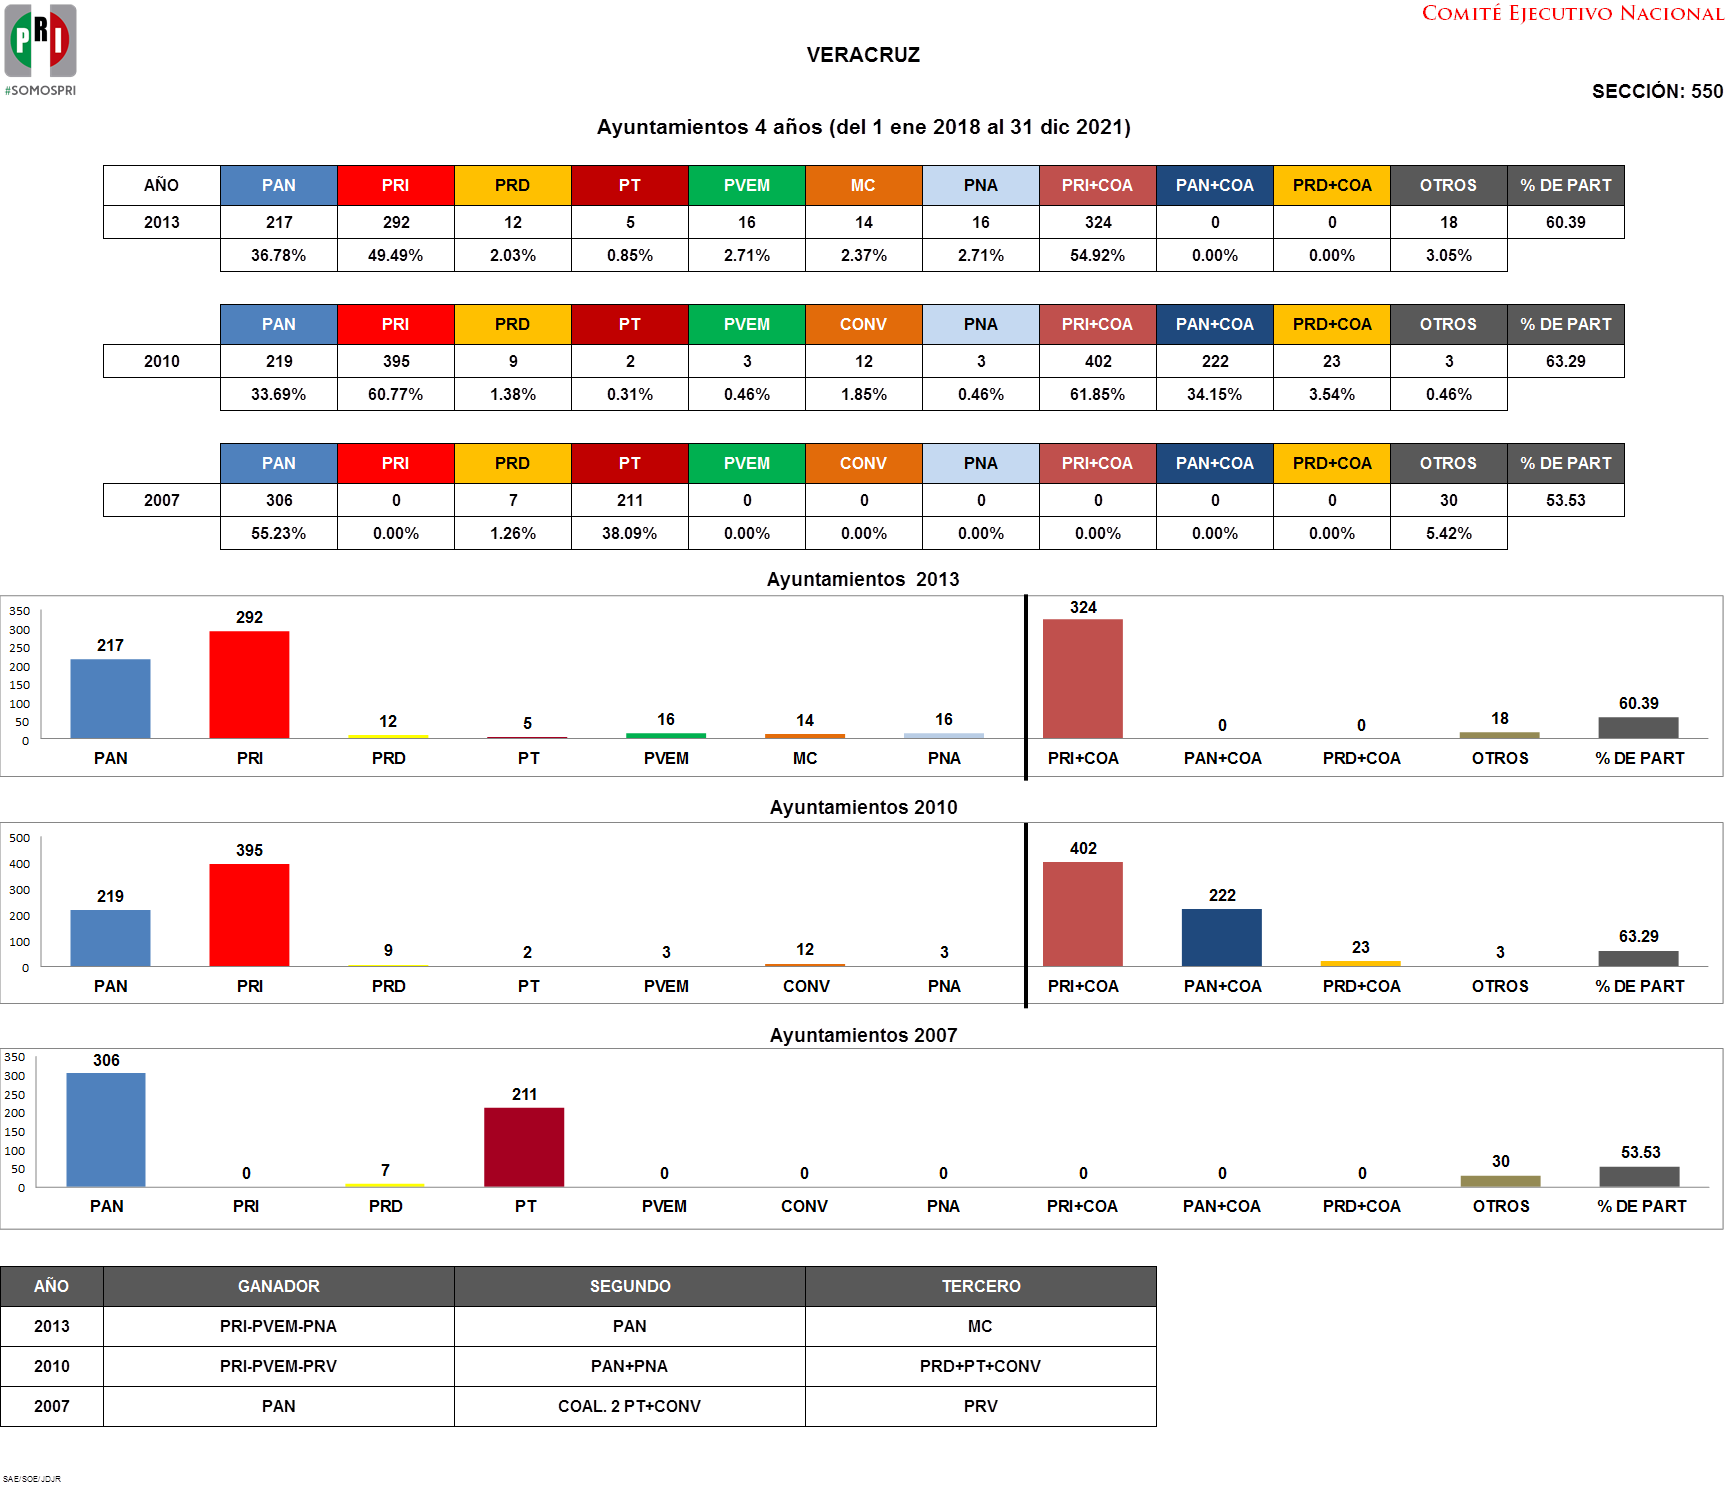 PRI
#SOMOSPRI
COMITÉ EJECUTIVO NACIONAL
VERACRUZ
SECCIÓN: 550
Ayuntamientos 4 años (del 1 ene 2018 al 31 dic 2021)
AÑO PAN PRI PRD PT PVEM MC PNA PRI+COA PAN+COA PRD+COA OTROS % DE PART
2013 217 292 12 5 16 14 16 324 0 0 18 60.39
36.78% 49.49% 2.03% 0.85% 2.71% 2.37% 2.71% 54.92% 0.00% 0.00% 3.05%
PAN PRI PRD PT PVEM CONV PNA PRI+COA PAN+COA PRD+COA OTROS % DE PART
2010 219 395 9 2 3 12 3 402 222 23 3 63.29
33.69% 60.77% 1.38% 0.31% 0.46% 1.85% 0.46% 61.85% 34.15% 3.54% 0.46%
PAN PRI PRD PT PVEM CONV PNA PRI+COA PAN+COA PRD+COA OTROS % DE PART
2007 306 0 7 211 0 0 0 0 0 0 30 53.53
55.23% 0.00% 1.26% 38.09% 0.00% 0.00% 0.00% 0.00% 0.00% 0.00% 5.42%
Ayuntamientos 2013
350
300
250
200
150
100
50
0
217 292 12 5 16 14 16 324 0 0 18 60.39
PAN PRI PRD PT PVEM MC PNA PRI+COA PAN+COA PRD+COA OTROS % DE PART
Ayuntamientos 2010
500
400
300
200
100
0
219 395 9 2 3 12 3 402 222 23 3 63.29
PAN PRI PRD PT PVEM CONV PNA PRI+COA PAN+COA PRD+COA OTROS % DE PART
Ayuntamientos 2007
350
300
250
200
150
100
50
0
306 0 7 211 0 0 0 0 0 0 30 53.53
PAN PRI PRD PT PVEM CONV PNA PRI+COA PAN+COA PRD+COA OTROS % DE PART
AÑO GANADOR SEGUNDO TERCERO
2013 PRI-PVEM-PNA PAN MC
2010 PRI-PVEM-PRV PAN+PNA PRD+PT+CONV
2007 PAN COAL. 2 PT+CONV PRV
SAE/SOE/JDJR